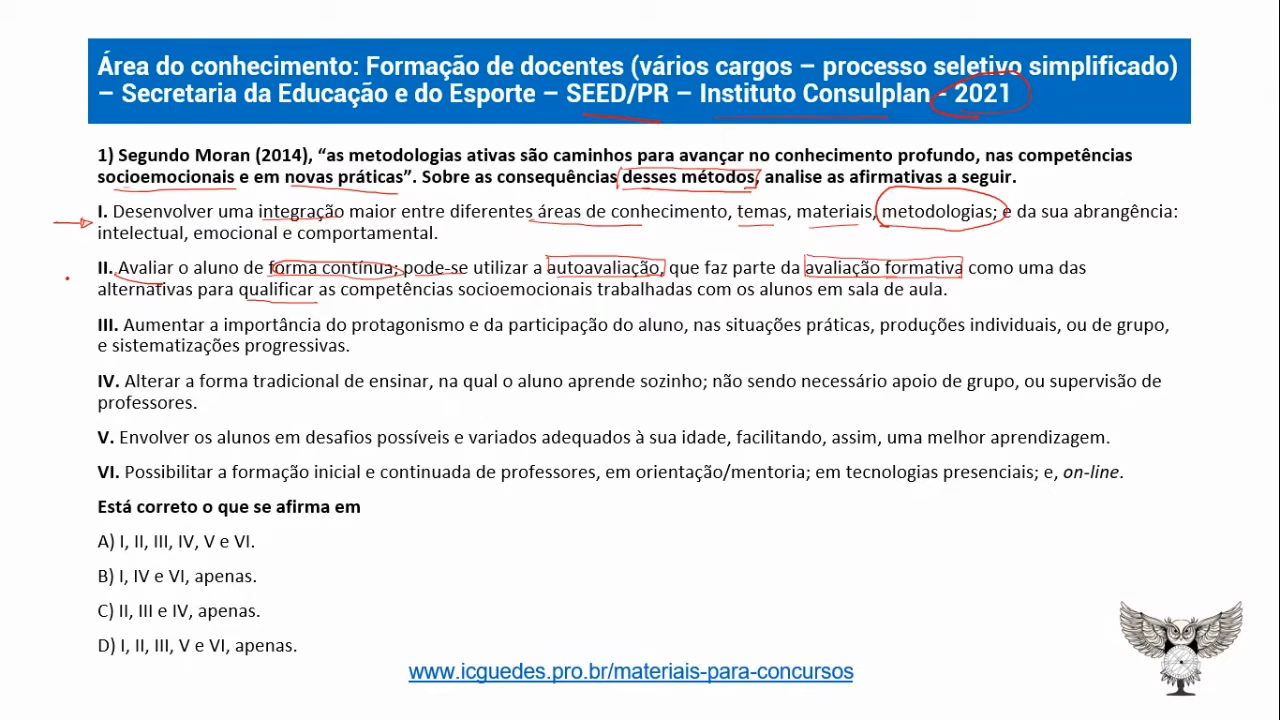 Área do conhecimento: Formação de docentes (vários cargos – processo seletivo simplificado)
– Secretaria da Educação e do Esporte – SEED/PR – Instituto Consulplan - 2021
1) Segundo Moran (2014), “as metodologias ativas são caminhos para avançar no conhecimento profundo, nas competências
socioemocionais e em novas práticas”. Sobre as consequências desses métodos, analise as afirmativas a seguir.
I. Desenvolver uma integração maior entre diferentes áreas de conhecimento, temas, materiais, metodologias; e da sua abrangência:
intelectual, emocional e comportamental.
II. Avaliar o aluno de forma contínua; pode-se utilizar a autoavaliação, que faz parte da avaliação formativa como uma das
alternativas para qualificar as competências socioemocionais trabalhadas com os alunos em sala de aula.
III. Aumentar a importância do protagonismo e da participação do aluno, nas situações práticas, produções individuais, ou de grupo,
e sistematizações progressivas.
IV. Alterar a forma tradicional de ensinar, na qual o aluno aprende sozinho; não sendo necessário apoio de grupo, ou supervisão de
professores.
V. Envolver os alunos em desafios possíveis e variados adequados à sua idade, facilitando, assim, uma melhor aprendizagem.
VI. Possibilitar a formação inicial e continuada de professores, em orientação/mentoria; em tecnologias presenciais; e, on-line.
Está correto o que se afirma em
A) I, II, III, IV, V e VI.
B) I, IV e VI, apenas.
C) II, III e IV, apenas.
D) I, II, III, V e VI, apenas.
www.icguedes.pro.br/materiais-para-concursos